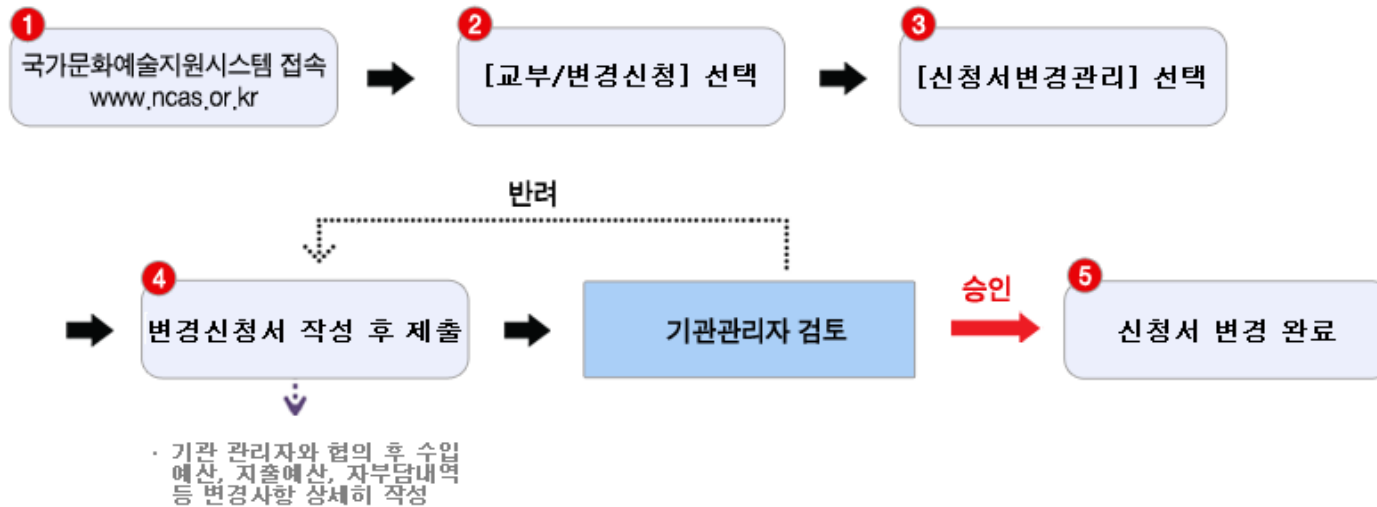 1
국가문화예술지원시스템 접속
www.ncas.or.kr
2
[교부/변경신청] 선택
3
[신청서변경관리] 선택
반려
4
변경신청서 작성 후 제출
기관관리자 검토
승인
5
신청서 변경 완료
· 기관 관리자와 협의 후 수입
예산, 지출예산, 자부담내역
등 변경사항 상세히 작성